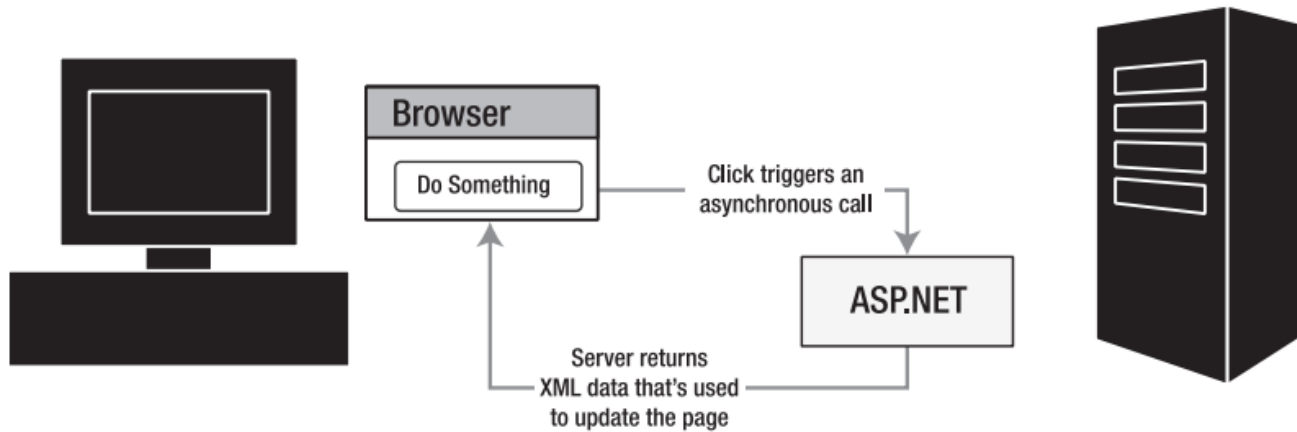 Browser
Do Something
Click triggers an
asynchronous call
ASP.NET
Server returns
XML data that's used
to update the page